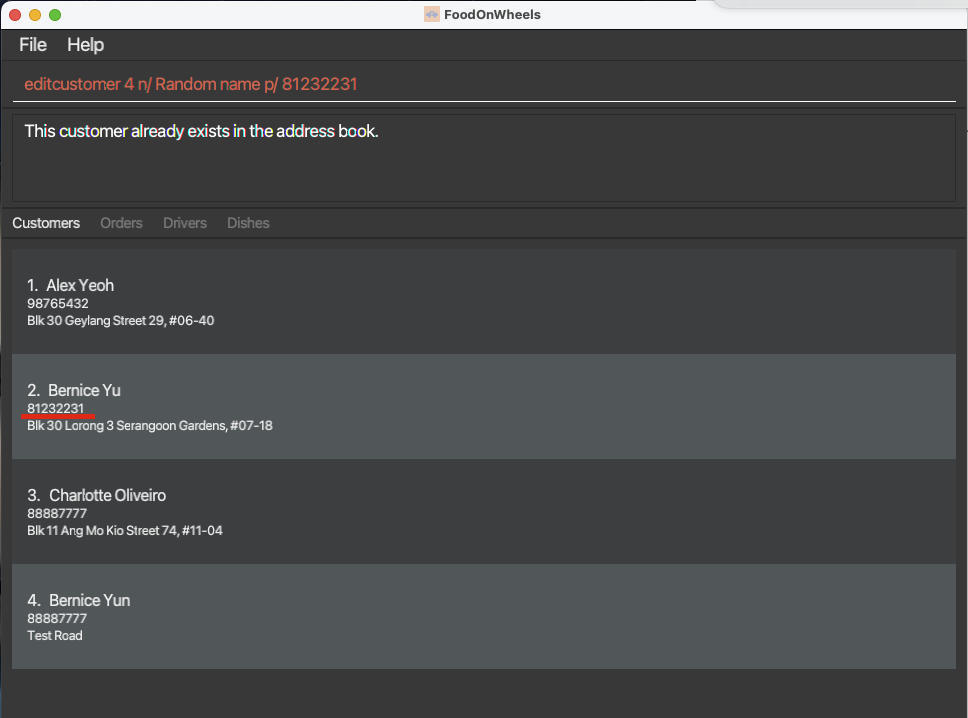 FoodOnWheels
File Help
editcustomer 4 n/ Random name p/ 81232231
This customer already exists in the address book.
Customers Orders Drivers Dishes
1. Alex Yeoh
98765432
Blk 30 Geylang Street 29, #06-40
2. Bernice Yu
81232231
Blk 30 Lorong 3 Serangoon Gardens, #07-18
3. Charlotte Oliveiro
88887777
Blk 11 Ang Mo Kio Street 74, #11-04
4. Bernice Yun
88887777
Test Road